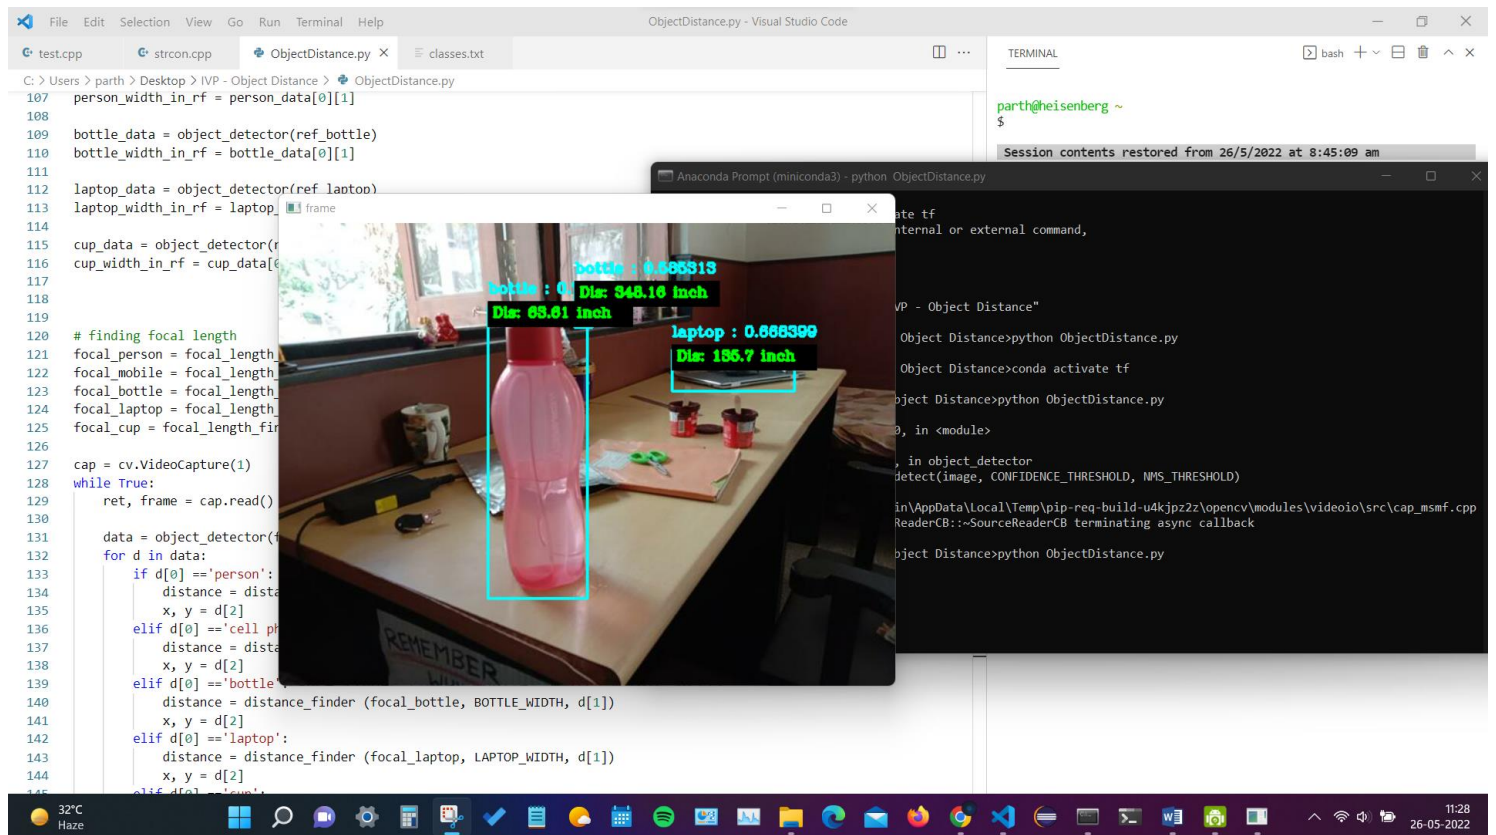 File Edit Selection View Go Run Terminal Help
ObjectDistance.py - Visual Studio Code
test.cpp
strcon.cpp
ObjectDistance.py
classes.txt
C: > Users > parth > Desktop > IVP - Object Distance > ObjectDistance.py
107 person_width_in_rf = person_data[0][1]
108
109 bottle_data = object_detector(ref_bottle)
110 bottle_width_in_rf = bottle_data[0][1]
111
112 laptop_data = object_detector(ref_laptop)
113 laptop_width_in_rf = laptop_
114
115 cup_data = object_detector(r
116 cup_width_in_rf = cup_data[0
117
118
119
120 # finding focal length
121 focal_person = focal_length_
122 focal_mobile = focal_length_
123 focal_bottle = focal_length_
124 focal_laptop = focal_length_
125 focal_cup = focal_length_fin
126
127 cap = cv.VideoCapture(1)
128 while True:
129 ret, frame = cap.read()
130
131 data = object_detector(f
132 for d in data:
133 if d[0] =='person':
134 distance = dista
135 x, y = d[2]
136 elif d[0] =='cell ph
137 distance = dista
138 x, y = d[2]
139 elif d[0] =='bottle':
140 distance = distance_finder (focal_bottle, BOTTLE_WIDTH, d[1])
141 x, y = d[2]
142 elif d[0] =='laptop':
143 distance = distance_finder (focal_laptop, LAPTOP_WIDTH, d[1])
144 x, y = d[2]
145 elif d[0] =='cup':
frame
bottle : 0.585313
Dis: 348.16 inch
bottle : 0.
Dis: 63.61 inch
laptop : 0.668399
Dis: 135.7 inch
REMEMBER
TERMINAL
bash
parth@heisenberg ~
$
Session contents restored from 26/5/2022 at 8:45:09 am
Anaconda Prompt (miniconda3) - python ObjectDistance.py
ate tf
nternal or external command,
VP - Object Distance"
Object Distance>python ObjectDistance.py
Object Distance>conda activate tf
bject Distance>python ObjectDistance.py
0, in <module>
, in object_detector
detect(image, CONFIDENCE_THRESHOLD, NMS_THRESHOLD)
in\AppData\Local\Temp\pip-req-build-u4kjpz2z\opencv\modules\videoio\src\cap_msmf.cpp
ReaderCB::~SourceReaderCB terminating async callback
bject Distance>python ObjectDistance.py
32°C
Haze
11:28
26-05-2022